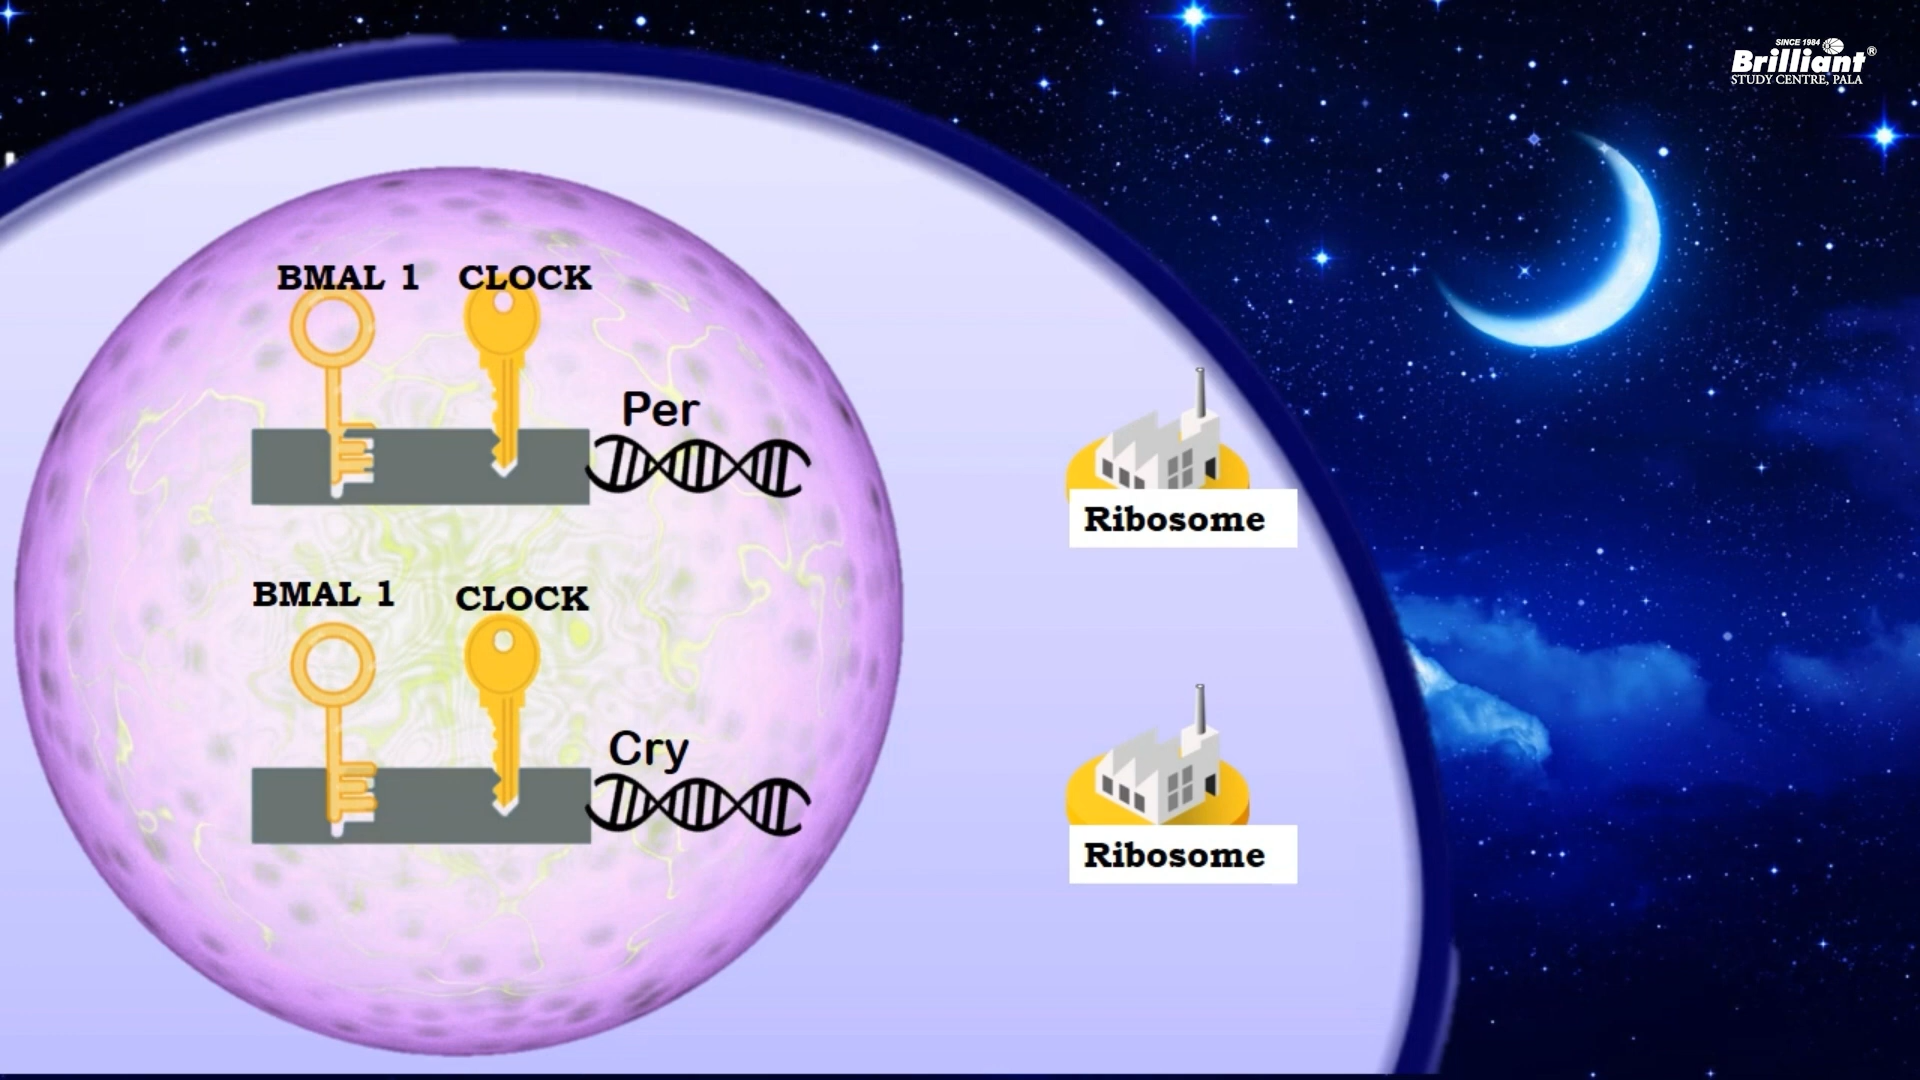 SINCE 1984
Brilliant®
STUDY CENTRE, PALA
BMAL 1 CLOCK
Per
Ribosome
BMAL 1 CLOCK
Cry
Ribosome